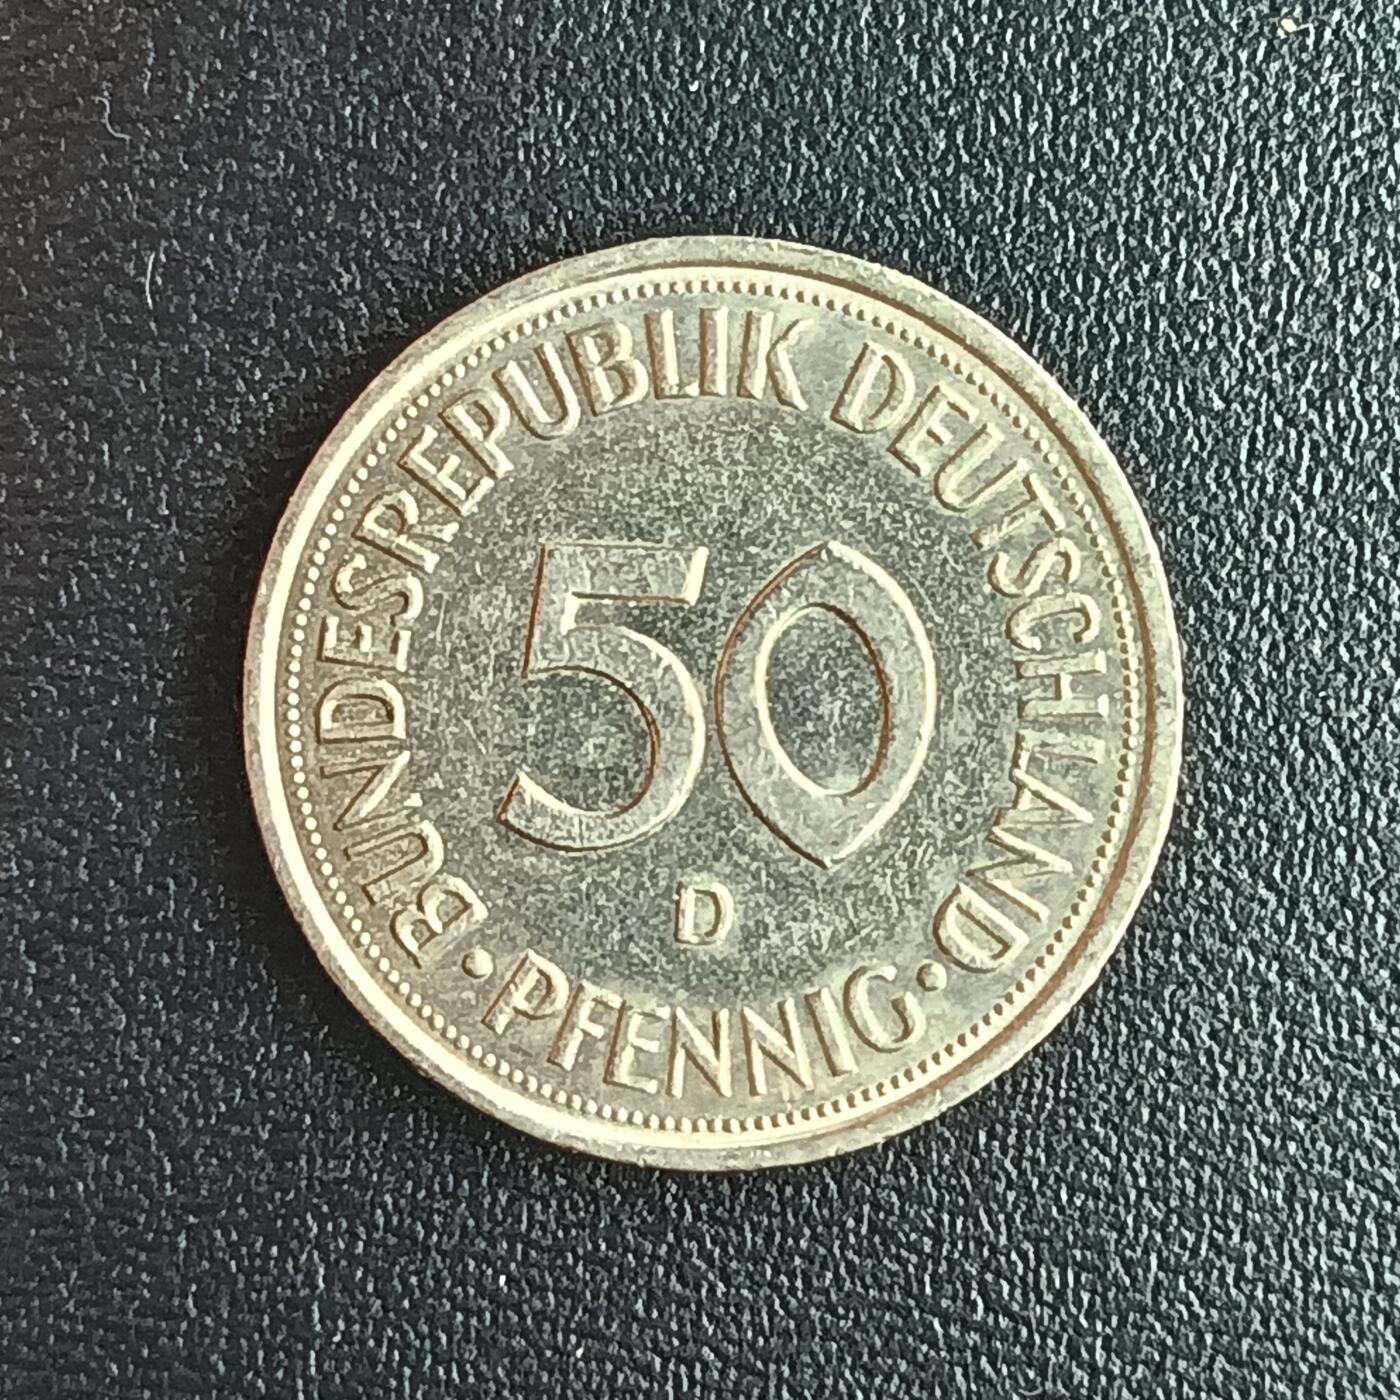 BUNDESREPUBLIK DEUTSCHLAND
50
D
• PFENNIG •